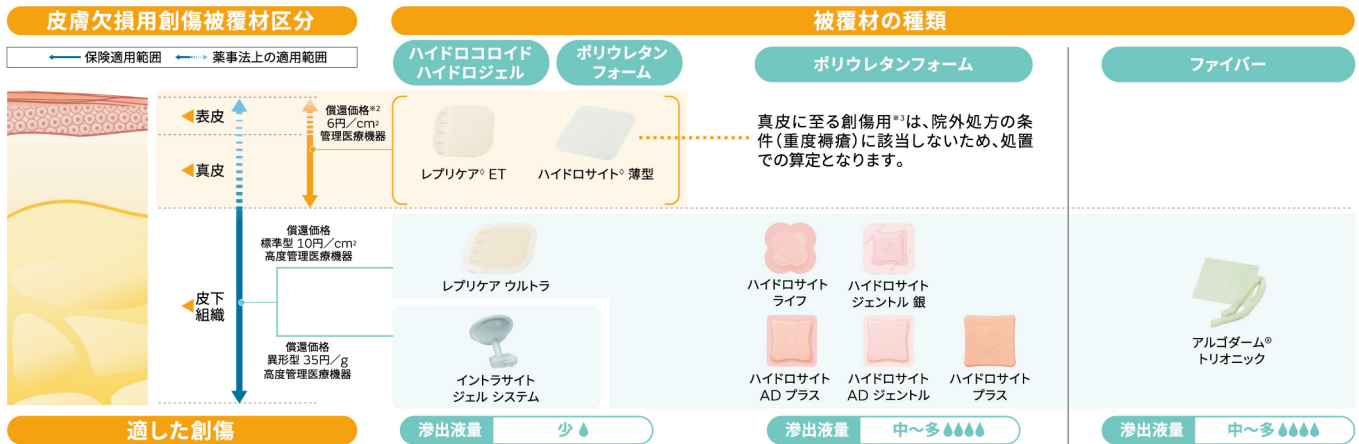 皮膚欠損用創傷被覆材区分
被覆材の種類
保険適用範囲 薬事法上の適用範囲
ハイドロコロイド
ハイドロジェル
ポリウレタン
フォーム
ポリウレタンフォーム
ファイバー
表皮
真皮
皮下
組織
償還価格※2
6円/cm²
管理医療機器
レプリケア◊ ET
ハイドロサイト◊ 薄型
真皮に至る創傷用※3は、院外処方の条
件(重度褥瘡)に該当しないため、処置
での算定となります。
償還価格
標準型 10円/cm²
高度管理医療機器
償還価格
異形型 35円/g
高度管理医療機器
レプリケア ウルトラ
イントラサイト
ジェル システム
ハイドロサイト
ライフ
ハイドロサイト
ジェントル 銀
ハイドロサイト
AD プラス
ハイドロサイト
AD ジェントル
ハイドロサイト
プラス
アルゴダーム®
トリオニック
適した創傷
滲出液量 少
滲出液量 中〜多
滲出液量 中〜多